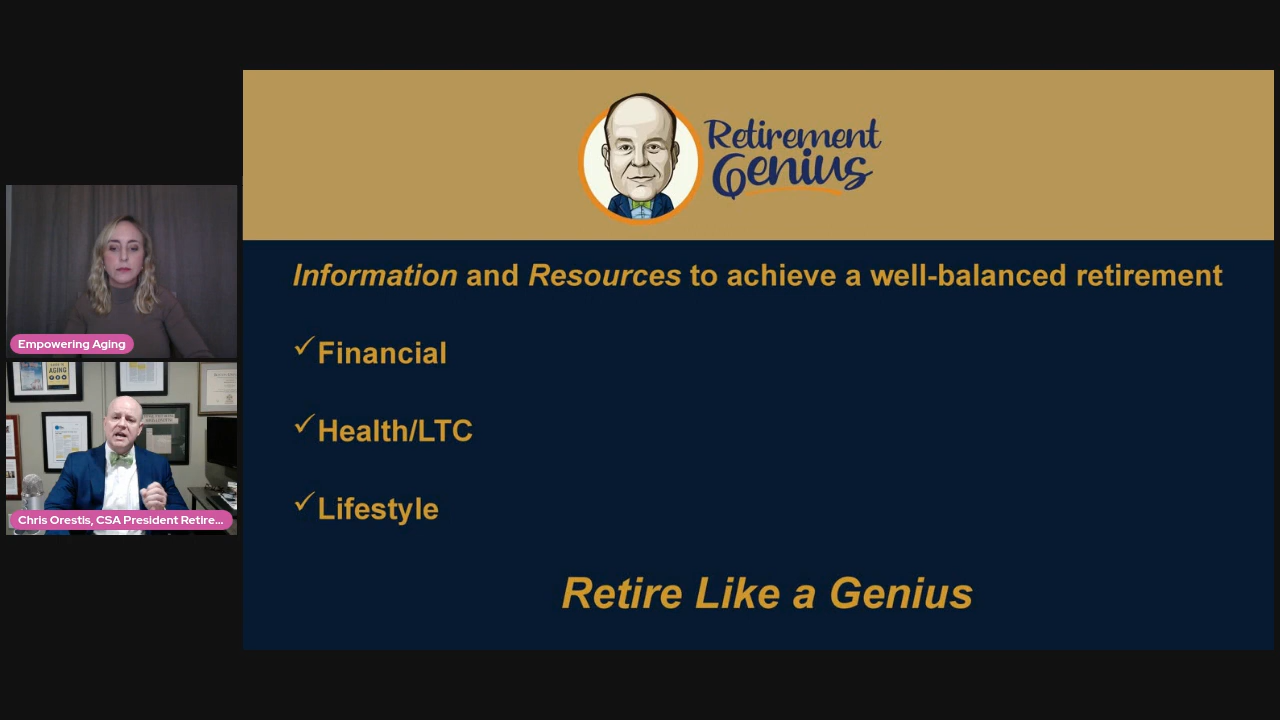 Retirement
Genius
Information and Resources to achieve a well-balanced retirement
✓Financial
✓Health/LTC
✓Lifestyle
Retire Like a Genius
Empowering Aging
AGING
Chris Orestis, CSA President Retire...